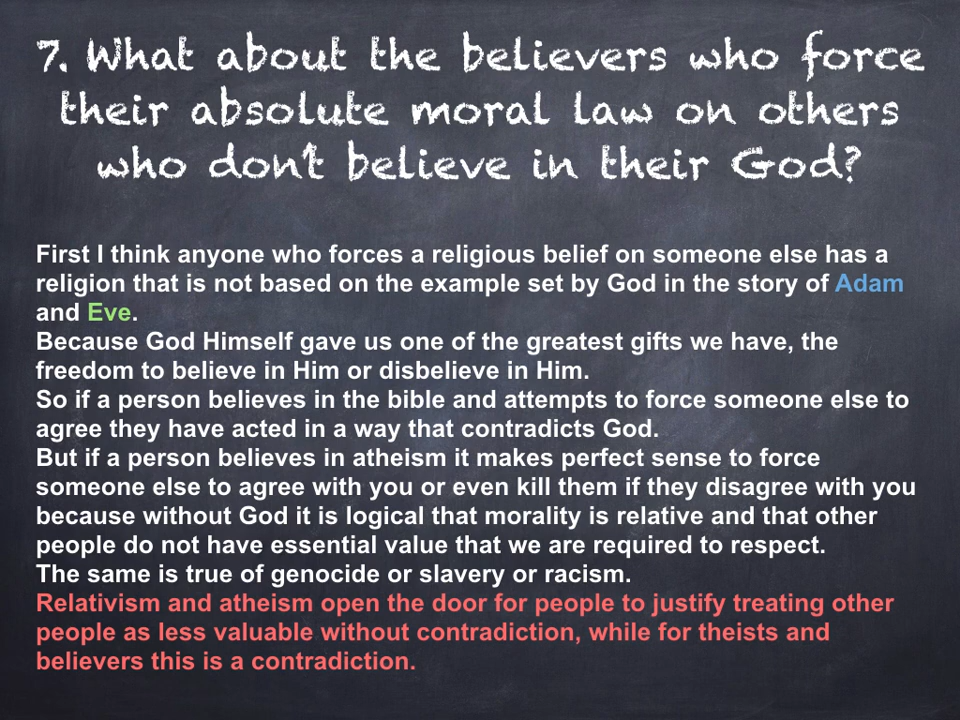 7. What about the believers who force
their absolute moral law on others
who don't believe in their God?
First I think anyone who forces a religious belief on someone else has a
religion that is not based on the example set by God in the story of Adam
and Eve.
Because God Himself gave us one of the greatest gifts we have, the
freedom to believe in Him or disbelieve in Him.
So if a person believes in the bible and attempts to force someone else to
agree they have acted in a way that contradicts God.
But if a person believes in atheism it makes perfect sense to force
someone else to agree with you or even kill them if they disagree with you
because without God it is logical that morality is relative and that other
people do not have essential value that we are required to respect.
The same is true of genocide or slavery or racism.
Relativism and atheism open the door for people to justify treating other
people as less valuable without contradiction, while for theists and
believers this is a contradiction.